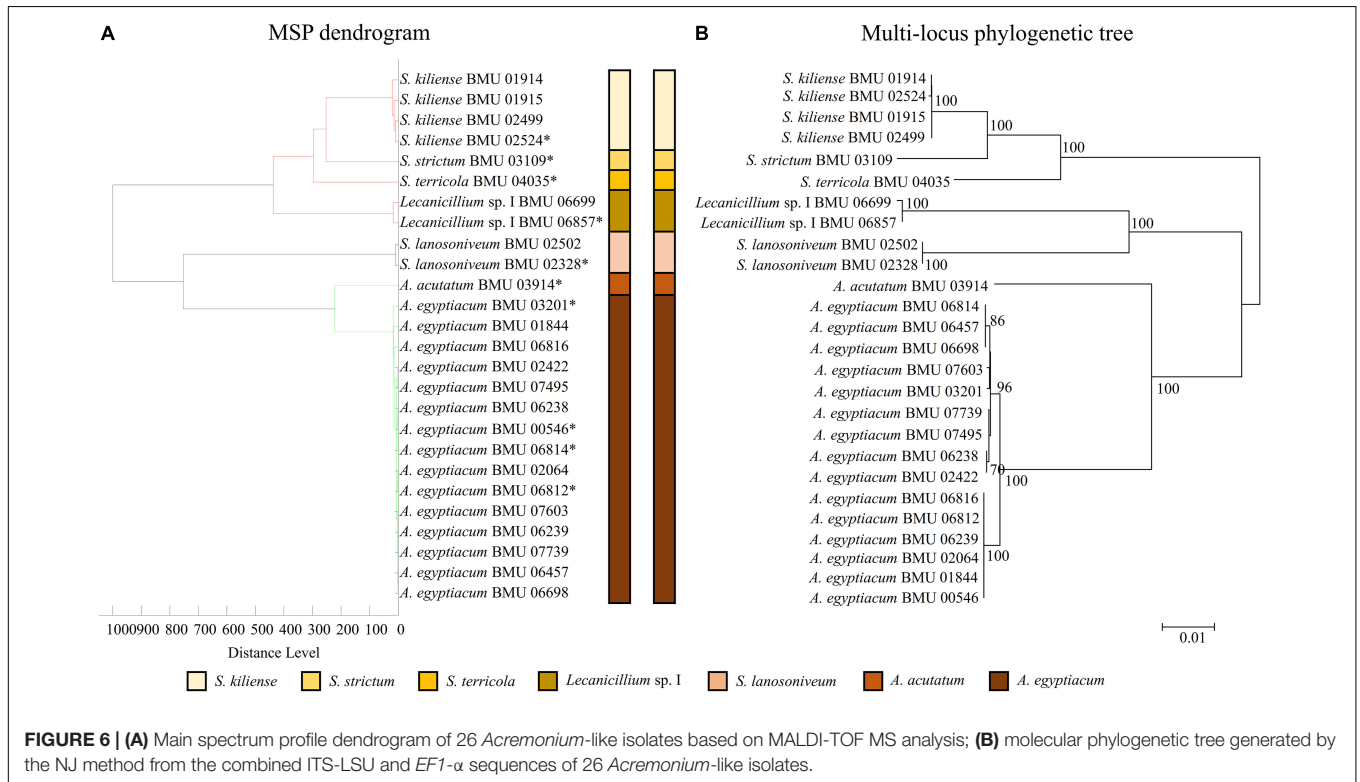 A MSP dendrogram
B Multi-locus phylogenetic tree
S. kiliense BMU 01914
S. kiliense BMU 01915
S. kiliense BMU 02499
S. kiliense BMU 02524*
S. strictum BMU 03109*
S. terricola BMU 04035*
Lecanicillium sp. I BMU 06699
Lecanicillium sp. I BMU 06857*
S. lanosoniveum BMU 02502
S. lanosoniveum BMU 02328*
A. acutatum BMU 03914*
A. egyptiacum BMU 03201*
A. egyptiacum BMU 01844
A. egyptiacum BMU 06816
A. egyptiacum BMU 02422
A. egyptiacum BMU 07495
A. egyptiacum BMU 06238
A. egyptiacum BMU 00546*
A. egyptiacum BMU 06814*
A. egyptiacum BMU 02064
A. egyptiacum BMU 06812*
A. egyptiacum BMU 07603
A. egyptiacum BMU 06239
A. egyptiacum BMU 07739
A. egyptiacum BMU 06457
A. egyptiacum BMU 06698
1000 900 800 700 600 500 400 300 200 100 0
Distance Level
S. kiliense BMU 01914
S. kiliense BMU 02524
100
S. kiliense BMU 01915
S. kiliense BMU 02499
100
100
S. strictum BMU 03109
S. terricola BMU 04035
Lecanicillium sp. I BMU 06699
100
Lecanicillium sp. I BMU 06857
100
S. lanosoniveum BMU 02502
S. lanosoniveum BMU 02328
100
A. acutatum BMU 03914
A. egyptiacum BMU 06814
86
A. egyptiacum BMU 06457
A. egyptiacum BMU 06698
A. egyptiacum BMU 07603
96
A. egyptiacum BMU 03201
100
A. egyptiacum BMU 07739
A. egyptiacum BMU 07495
A. egyptiacum BMU 06238
70
A. egyptiacum BMU 02422
100
A. egyptiacum BMU 06816
A. egyptiacum BMU 06812
A. egyptiacum BMU 06239
A. egyptiacum BMU 02064
100
A. egyptiacum BMU 01844
A. egyptiacum BMU 00546
0.01
S. kiliense
S. strictum
S. terricola
Lecanicillium sp. I
S. lanosoniveum
A. acutatum
A. egyptiacum
FIGURE 6 | (A) Main spectrum profile dendrogram of 26 Acremonium-like isolates based on MALDI-TOF MS analysis; (B) molecular phylogenetic tree generated by
the NJ method from the combined ITS-LSU and EF1-α sequences of 26 Acremonium-like isolates.